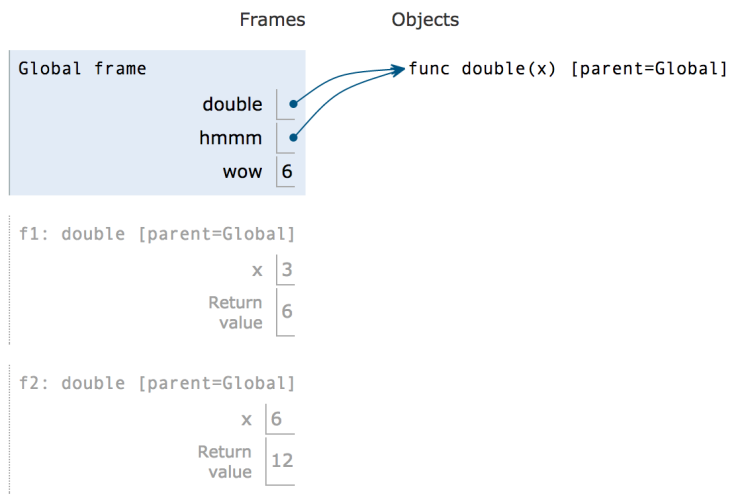 Frames Objects
Global frame func double(x) [parent=Global]
double
hmmm
wow 6
f1: double [parent=Global]
x 3
Return
value 6
f2: double [parent=Global]
x 6
Return
value 12